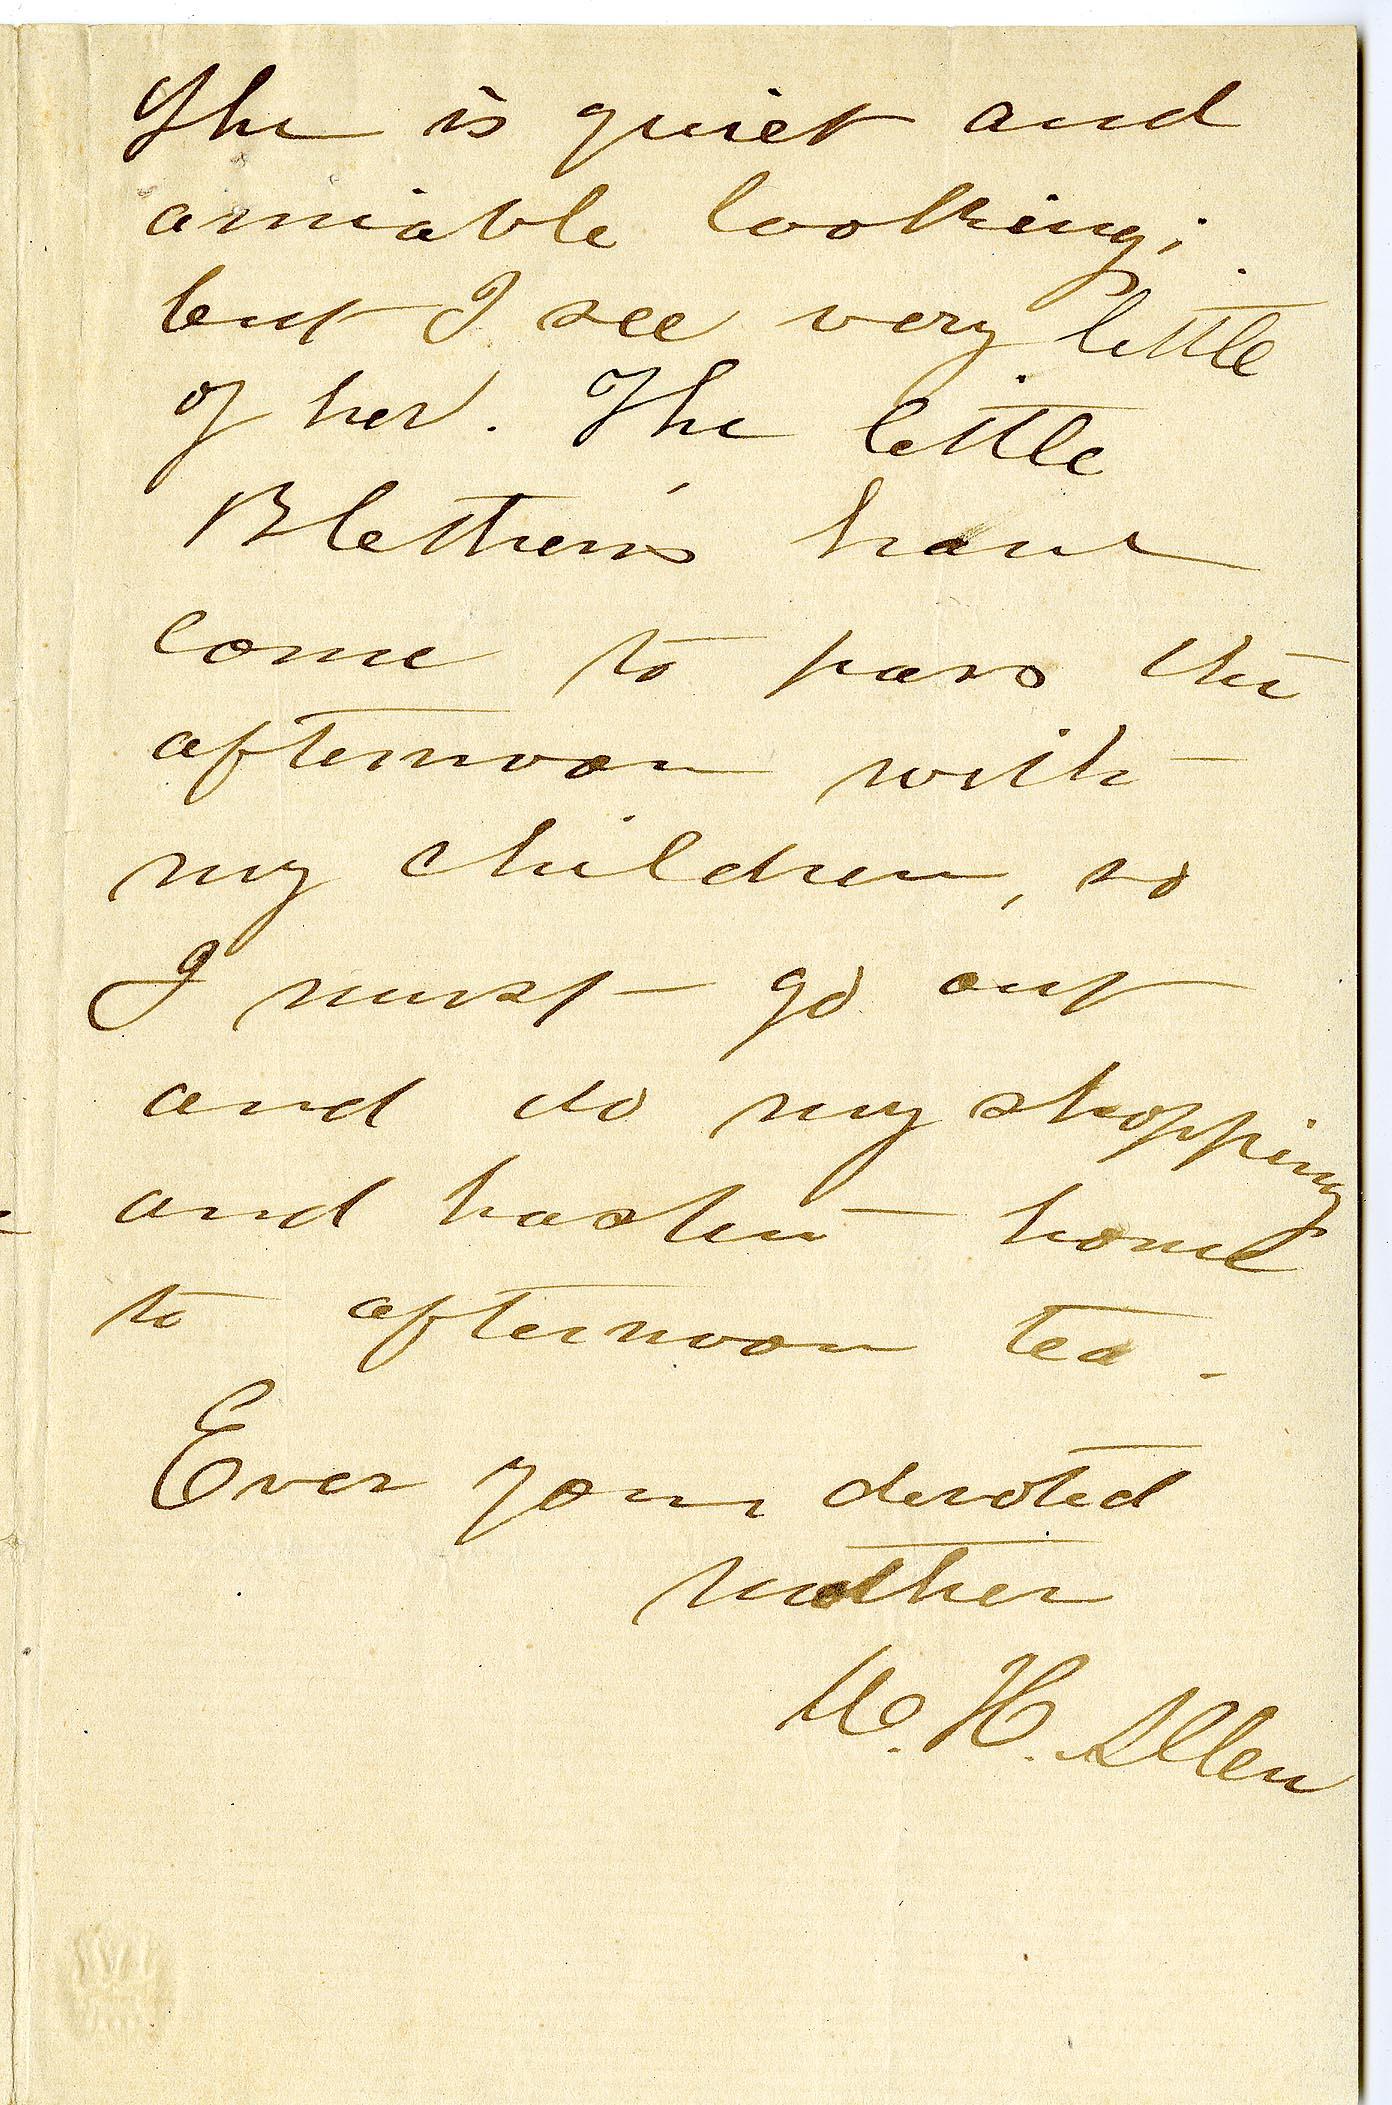 She is quiet and
amiable looking;
but I see very little
of her. The little
Blethens have
come to pass the
afternoon with
my children, so
I must go out
and do my shopping
and hasten home
to afternoon tea.
Ever your devoted
mother
H. Allen